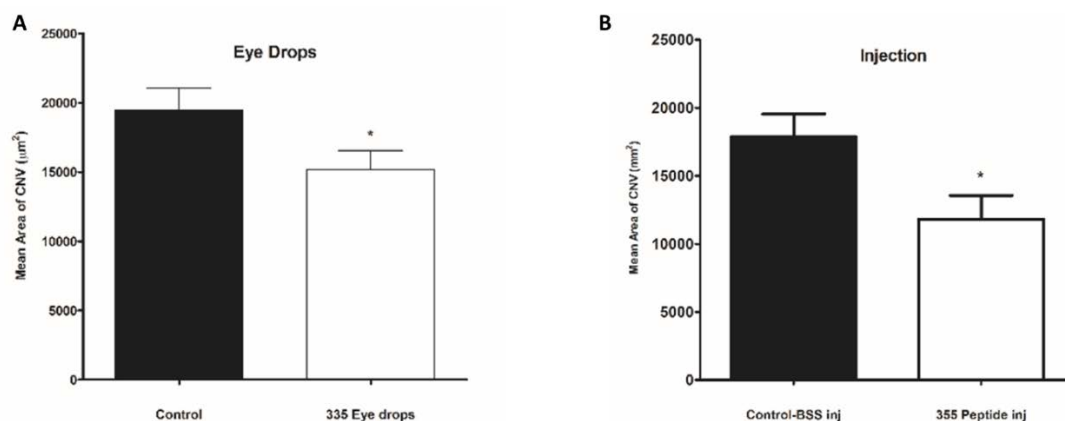 A
Eye Drops
Mean Area of CNV (μm²)
25000
20000
15000
10000
5000
0
*
Control
335 Eye drops
B
Injection
Mean Area of CNV (mm²)
25000
20000
15000
10000
5000
0
*
Control-BSS inj
355 Peptide inj